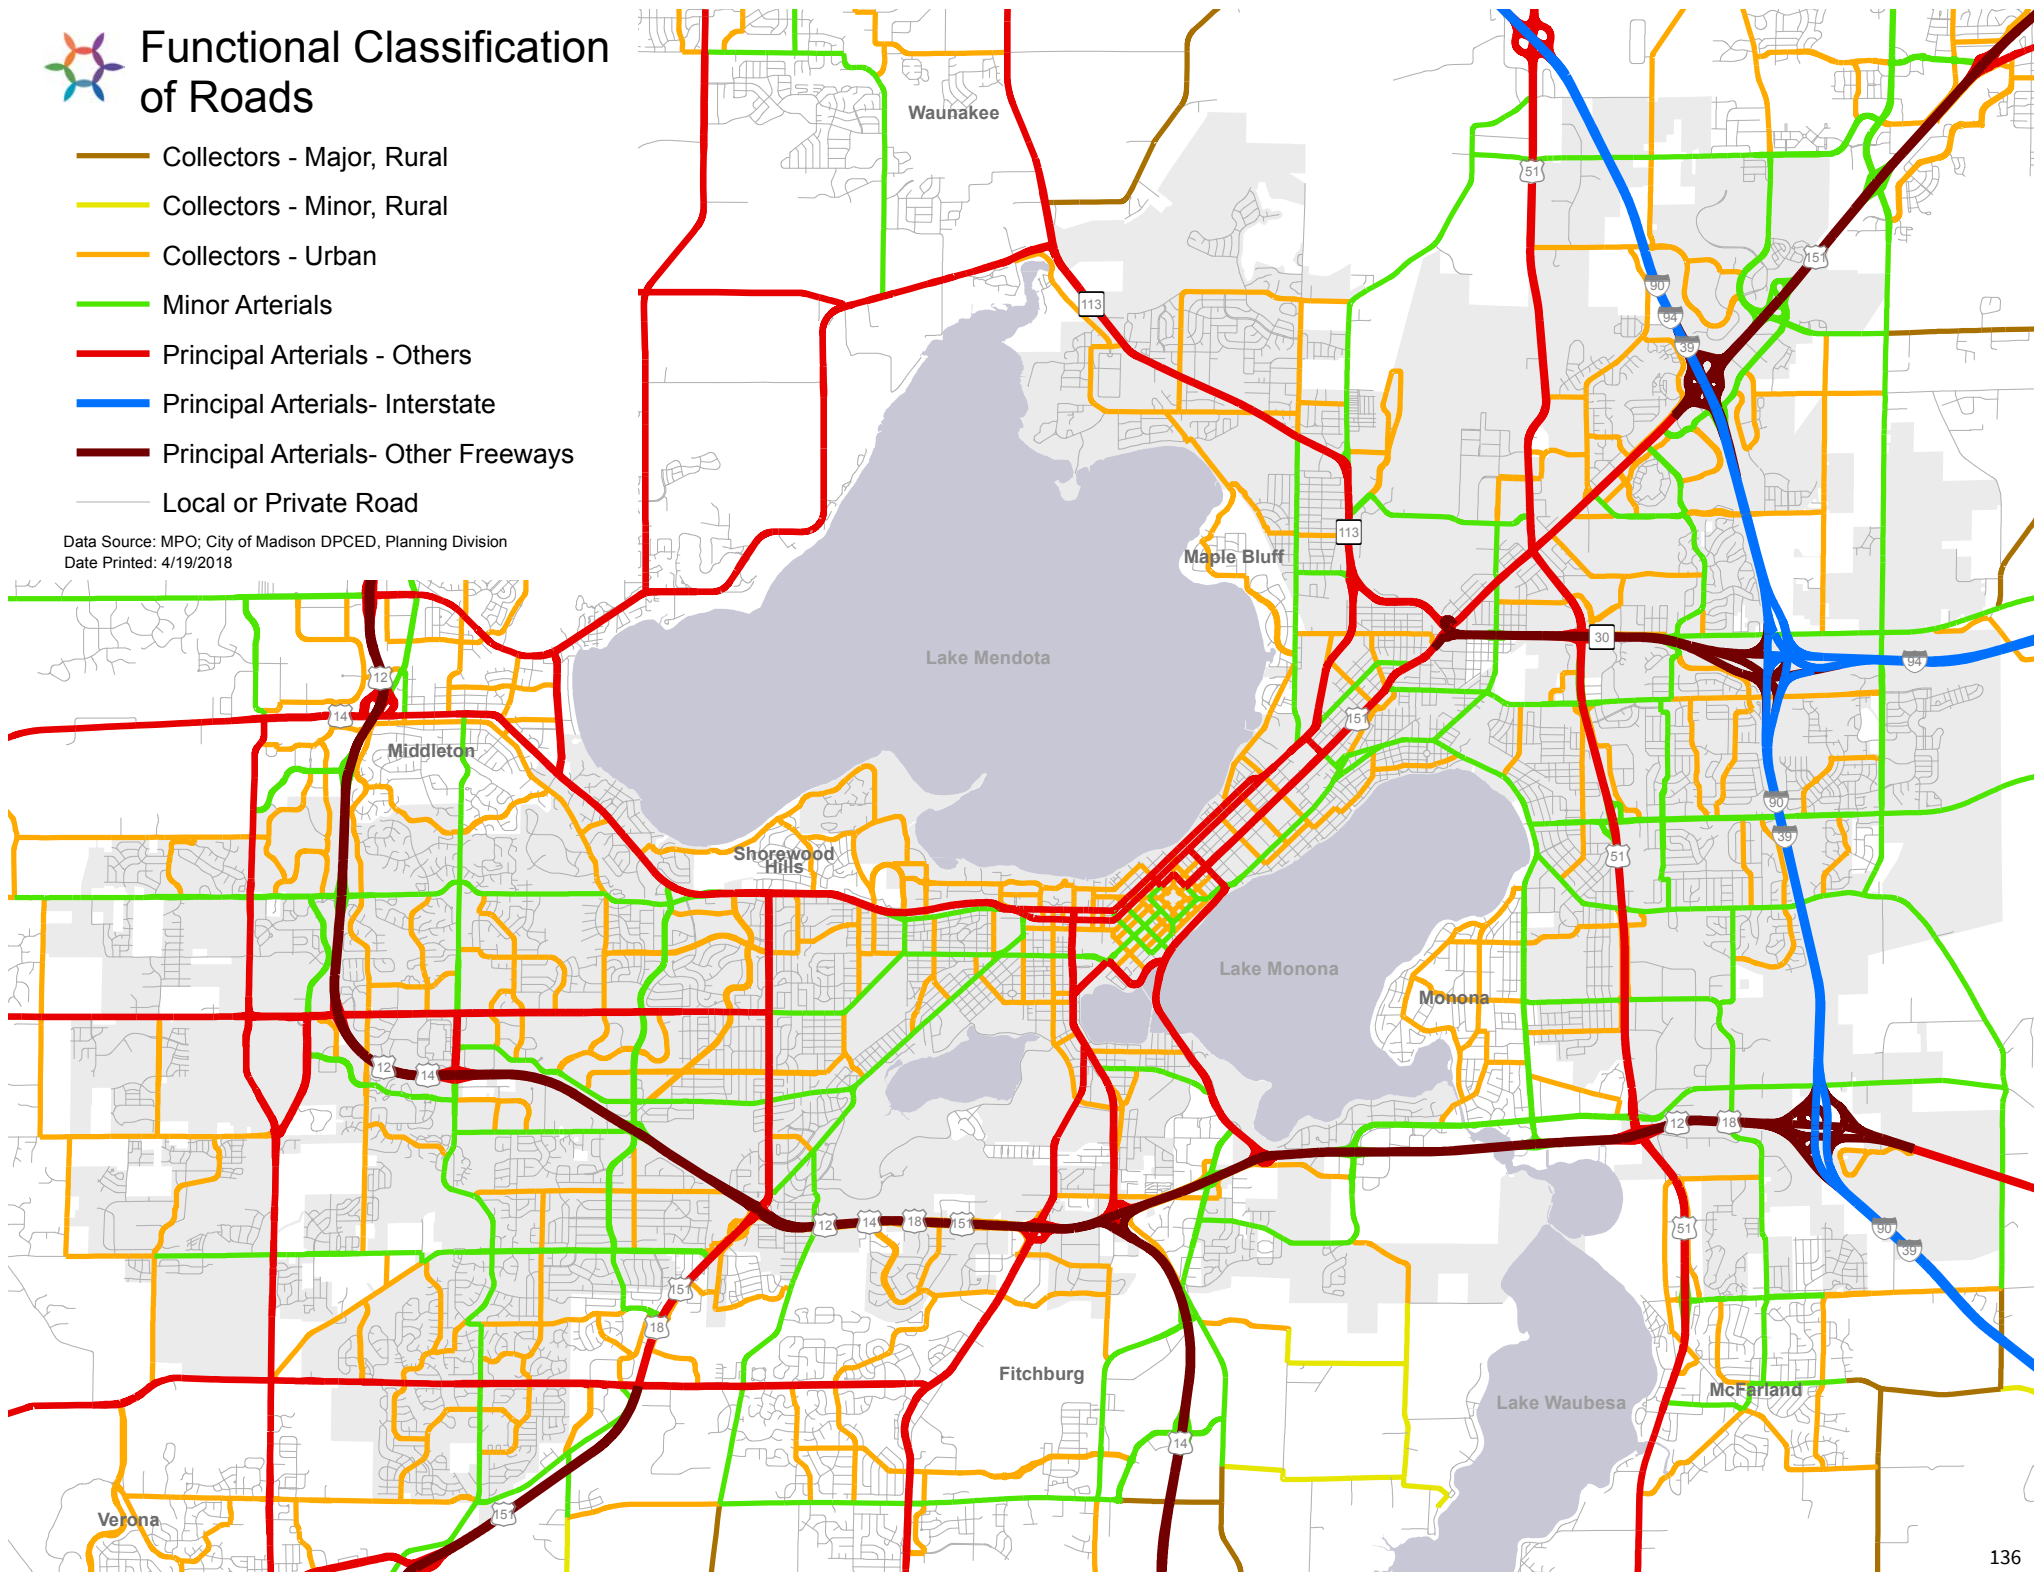 Functional Classification
of Roads
Collectors - Major, Rural
Collectors - Minor, Rural
Collectors - Urban
Minor Arterials
Principal Arterials - Others
Principal Arterials- Interstate
Principal Arterials- Other Freeways
Local or Private Road
Data Source: MPO; City of Madison DPCED, Planning Division
Date Printed: 4/19/2018
Waunakee
51
151
90
94
39
113
113
Maple Bluff
30
94
Lake Mendota
12
14
151
Middleton
90
39
51
Shorewood
Hills
Lake Monona
Monona
12
14
12
18
12
14
18
151
51
90
39
151
18
Fitchburg
McFarland
Lake Waubesa
14
151
Verona
136